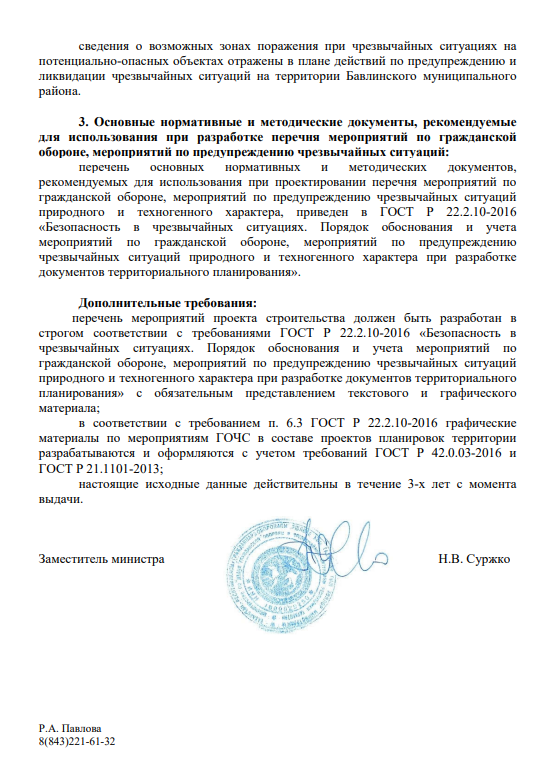 сведения о возможных зонах поражения при чрезвычайных ситуациях на
потенциально-опасных объектах отражены в плане действий по предупреждению и
ликвидации чрезвычайных ситуаций на территории Бавлинского муниципального
района.
3. Основные нормативные и методические документы, рекомендуемые
для использования при разработке перечня мероприятий по гражданской
обороне, мероприятий по предупреждению чрезвычайных ситуаций:
перечень основных нормативных и методических документов,
рекомендуемых для использования при проектировании перечня мероприятий по
гражданской обороне, мероприятий по предупреждению чрезвычайных ситуаций
природного и техногенного характера, приведен в ГОСТ Р 22.2.10-2016
«Безопасность в чрезвычайных ситуациях. Порядок обоснования и учета
мероприятий по гражданской обороне, мероприятий по предупреждению
чрезвычайных ситуаций природного и техногенного характера при разработке
документов территориального планирования».
Дополнительные требования:
перечень мероприятий проекта строительства должен быть разработан в
строгом соответствии с требованиями ГОСТ Р 22.2.10-2016 «Безопасность в
чрезвычайных ситуациях. Порядок обоснования и учета мероприятий по
гражданской обороне, мероприятий по предупреждению чрезвычайных ситуаций
природного и техногенного характера при разработке документов территориального
планирования» с обязательным представлением текстового и графического
материала;
в соответствии с требованием п. 6.3 ГОСТ Р 22.2.10-2016 графические
материалы по мероприятиям ГОЧС в составе проектов планировок территории
разрабатываются и оформляются с учетом требований ГОСТ Р 42.0.03-2016 и
ГОСТ Р 21.1101-2013;
настоящие исходные данные действительны в течение 3-х лет с момента
выдачи.
Заместитель министра Н.В. Суржко
Р.А. Павлова
8(843)221-61-32